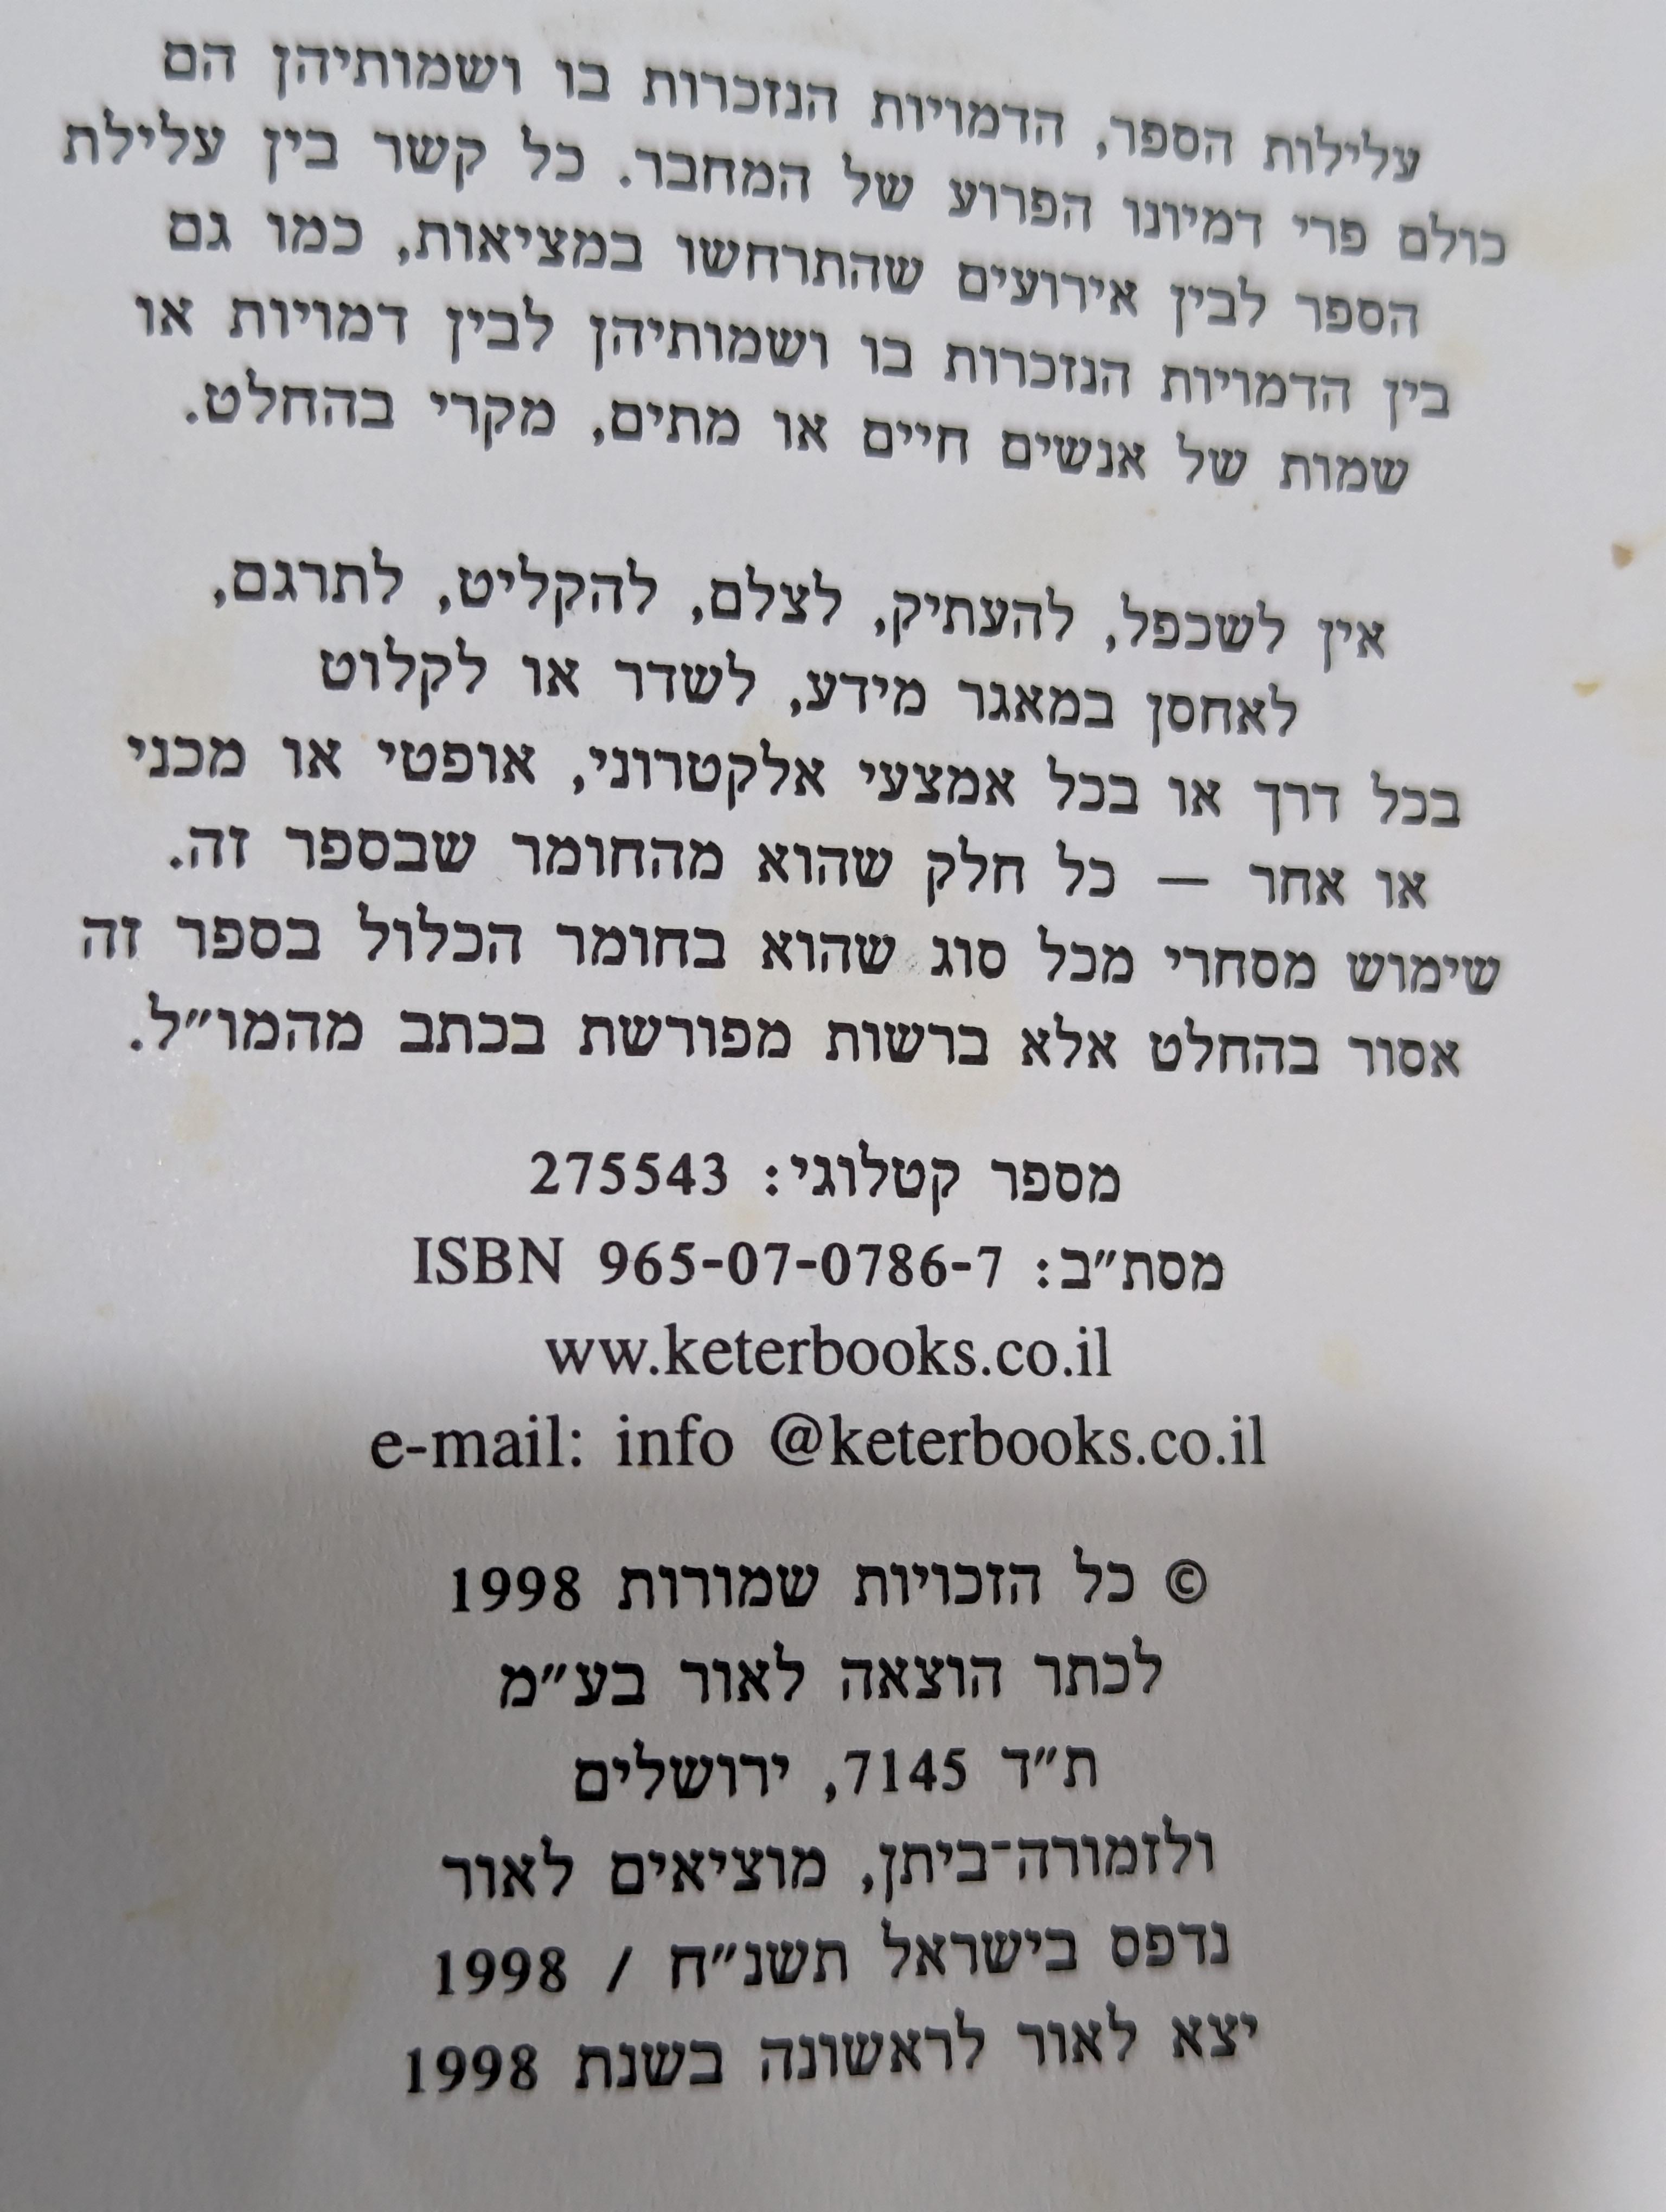 עלילות הספר, הדמויות הנזכרות בו ושמותיהן הם
כולם פרי דמיונו הפרוע של המחבר. כל קשר בין עלילת
הספר לבין אירועים שהתרחשו במציאות, כמו גם
בין הדמויות הנזכרות בו ושמותיהן לבין דמויות או
שמות של אנשים חיים או מתים, מקרי בהחלט.
אין לשכפל, להעתיק, לצלם, להקליט, לתרגם,
לאחסן במאגר מידע, לשדר או לקלוט
בכל דרך או בכל אמצעי אלקטרוני, אופטי או מכני
או אחר — כל חלק שהוא מהחומר שבספר זה.
שימוש מסחרי מכל סוג שהוא בחומר הכלול בספר זה
אסור בהחלט אלא ברשות מפורשת בכתב מהמו״ל.
מספר קטלוגי: 275543
מסת״ב: ISBN 965-07-0786-7
ww.keterbooks.co.il
e-mail: info @keterbooks.co.il
© כל הזכויות שמורות 1998
לכתר הוצאה לאור בע״מ
ת״ד 7145, ירושלים
ולזמורה־ביתן, מוציאים לאור
נדפס בישראל תשנ״ח / 1998
יצא לאור לראשונה בשנת 1998